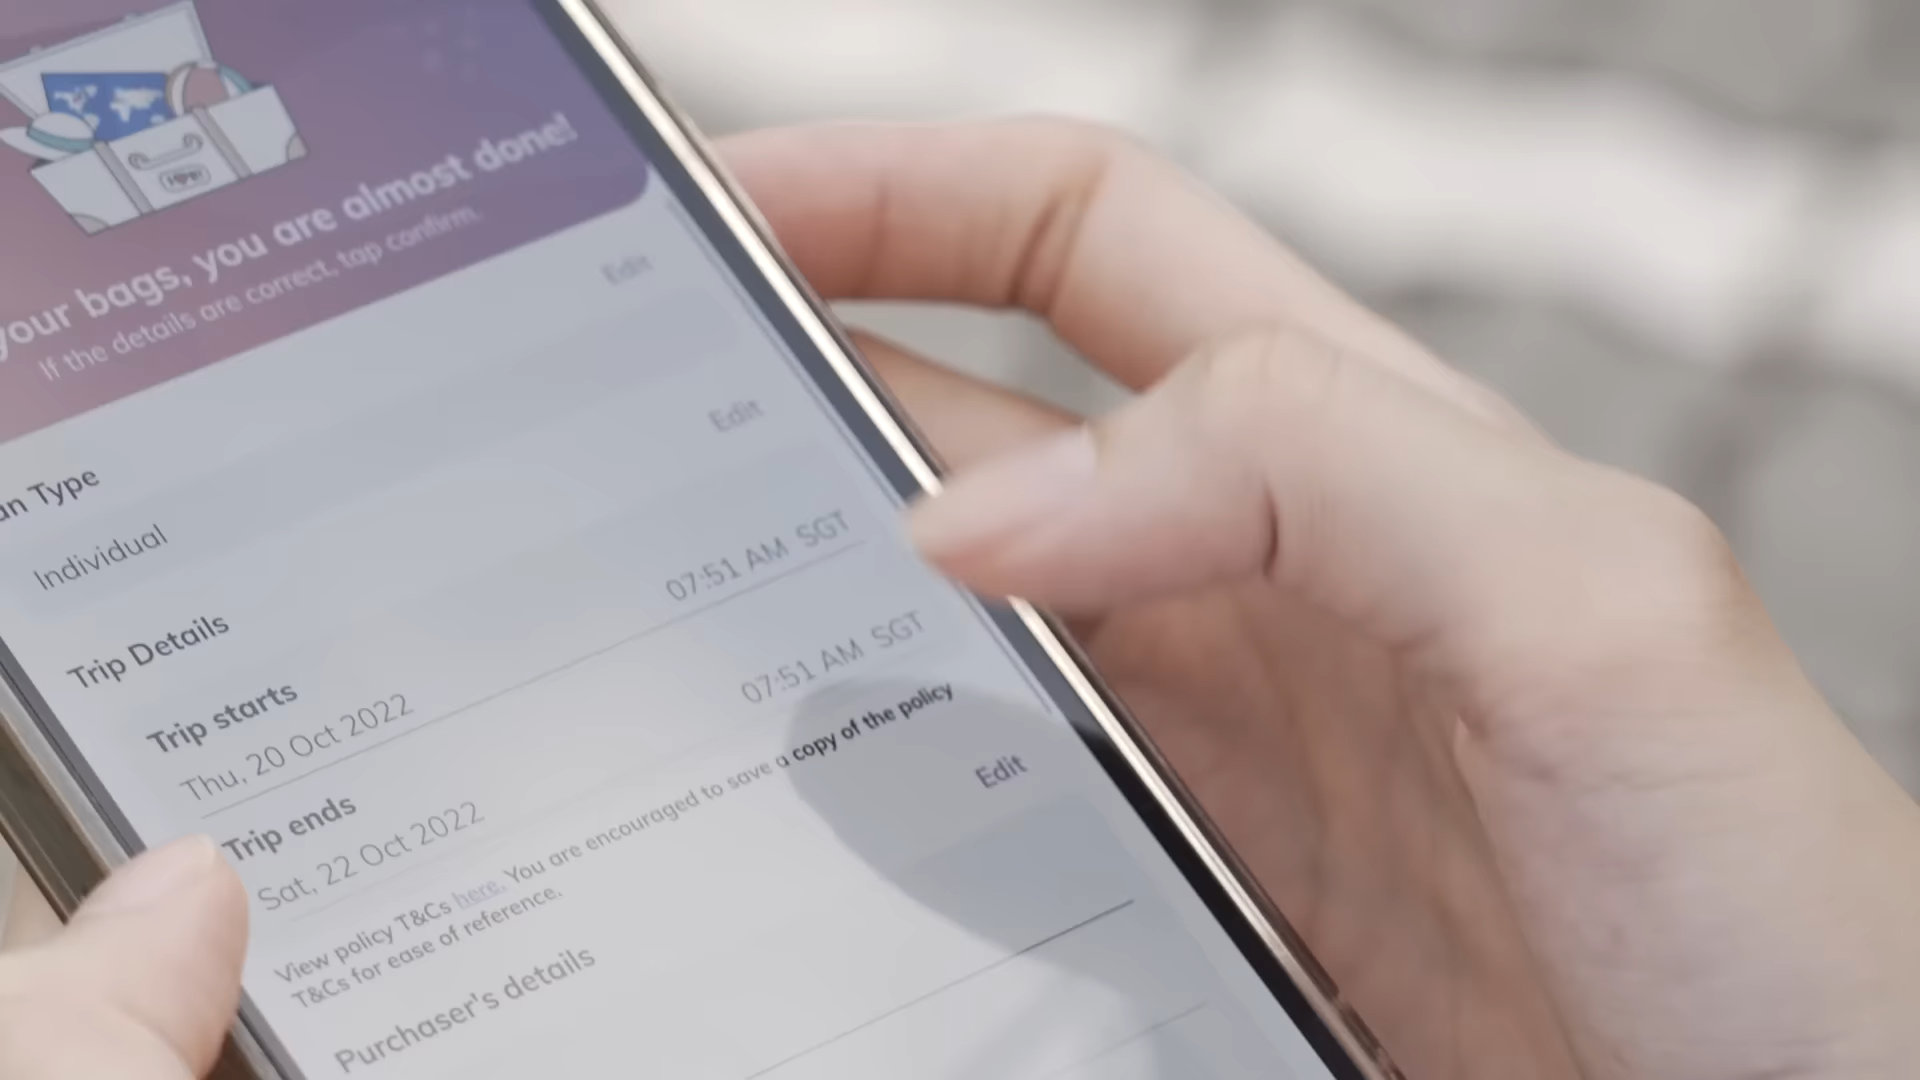 your bags, you are almost done!
If the details are correct, tap confirm.
Edit
an Type
Individual
Edit
Trip Details
Trip starts
Thu, 20 Oct 2022 07:51 AM SGT
Trip ends
Sat, 22 Oct 2022 07:51 AM SGT
View policy T&Cs here. You are encouraged to save a copy of the policy
T&Cs for ease of reference.
Edit
Purchaser's details